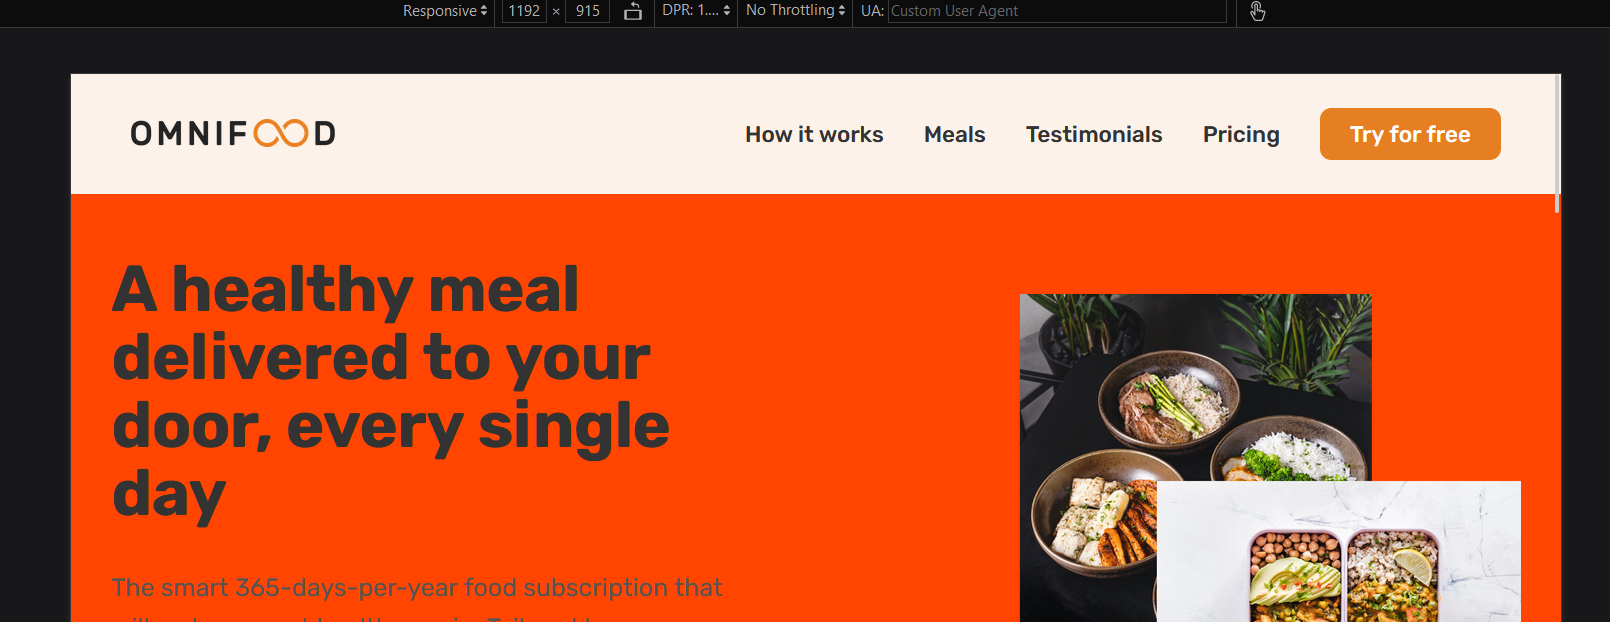 Responsive 1192 × 915 DPR: 1.... No Throttling UA: Custom User Agent
OMNIFOOD How it works Meals Testimonials Pricing Try for free
A healthy meal
delivered to your
door, every single
day
The smart 365-days-per-year food subscription that